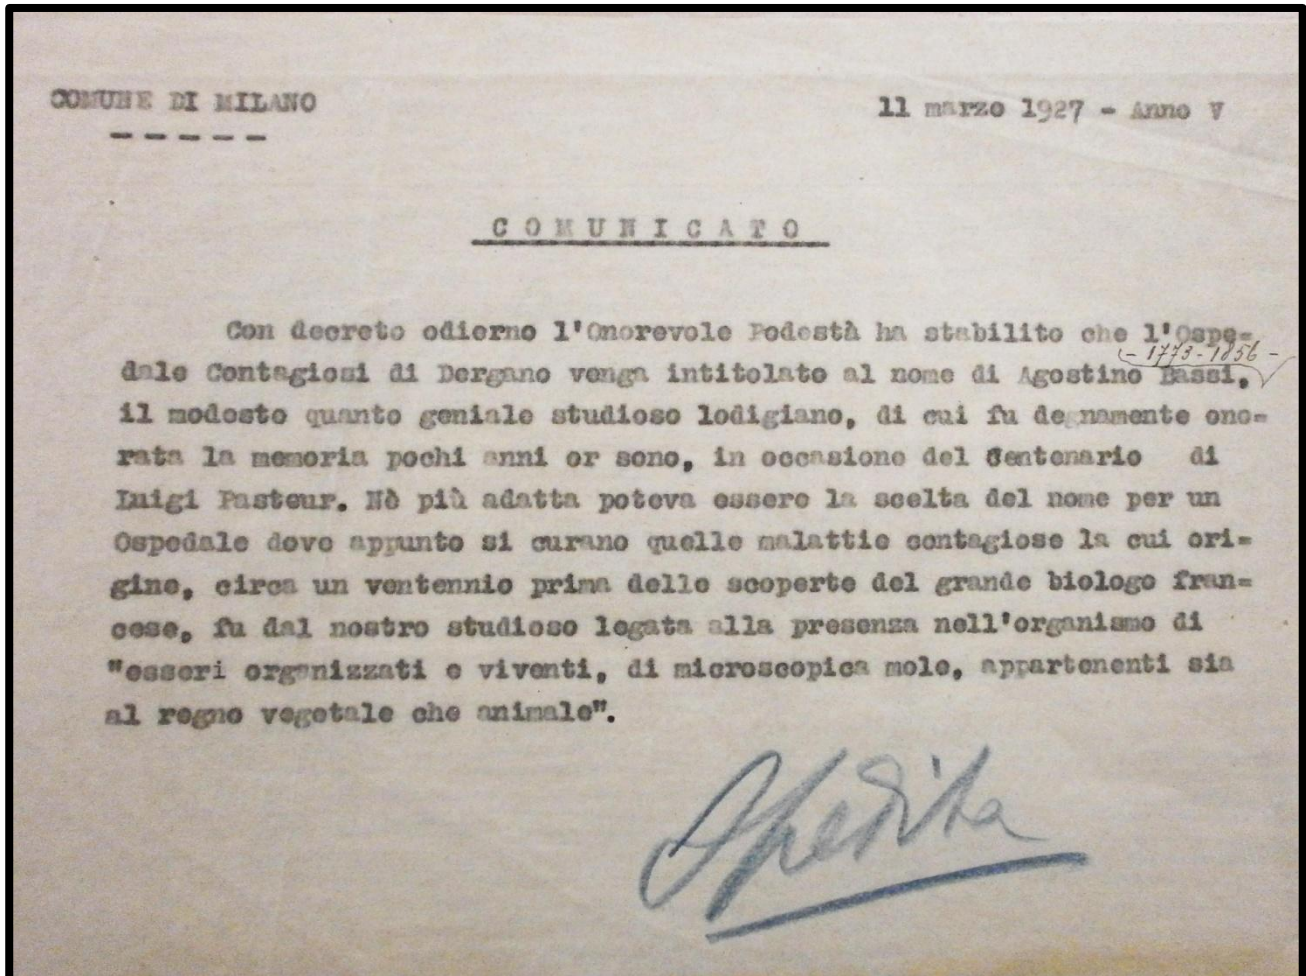 COMUNE DI MILANO
11 marzo 1927 - Anno V
COMUNICATO
Con decreto odierno l'Onorevole Podestà ha stabilito che l'Ospe=
- 1773-1856 -
dale Contagiosi di Dergano venga intitolato al nome di Agostino Bassi,
il modesto quanto geniale studioso lodigiano, di cui fu degnamente ono=
rata la memoria pochi anni or sono, in occasione del Centenario di
Luigi Pasteur. Nè più adatta poteva essere la scelta del nome per un
Ospedale dove appunto si curano quelle malattie contagiose la cui ori=
gine, circa un ventennio prima delle scoperte del grande biologo fran=
cese, fu dal nostro studioso legata alla presenza nell'organismo di
"esseri organizzati e viventi, di microscopica mole, appartenenti sia
al regno vegetale che animale".
Spedita